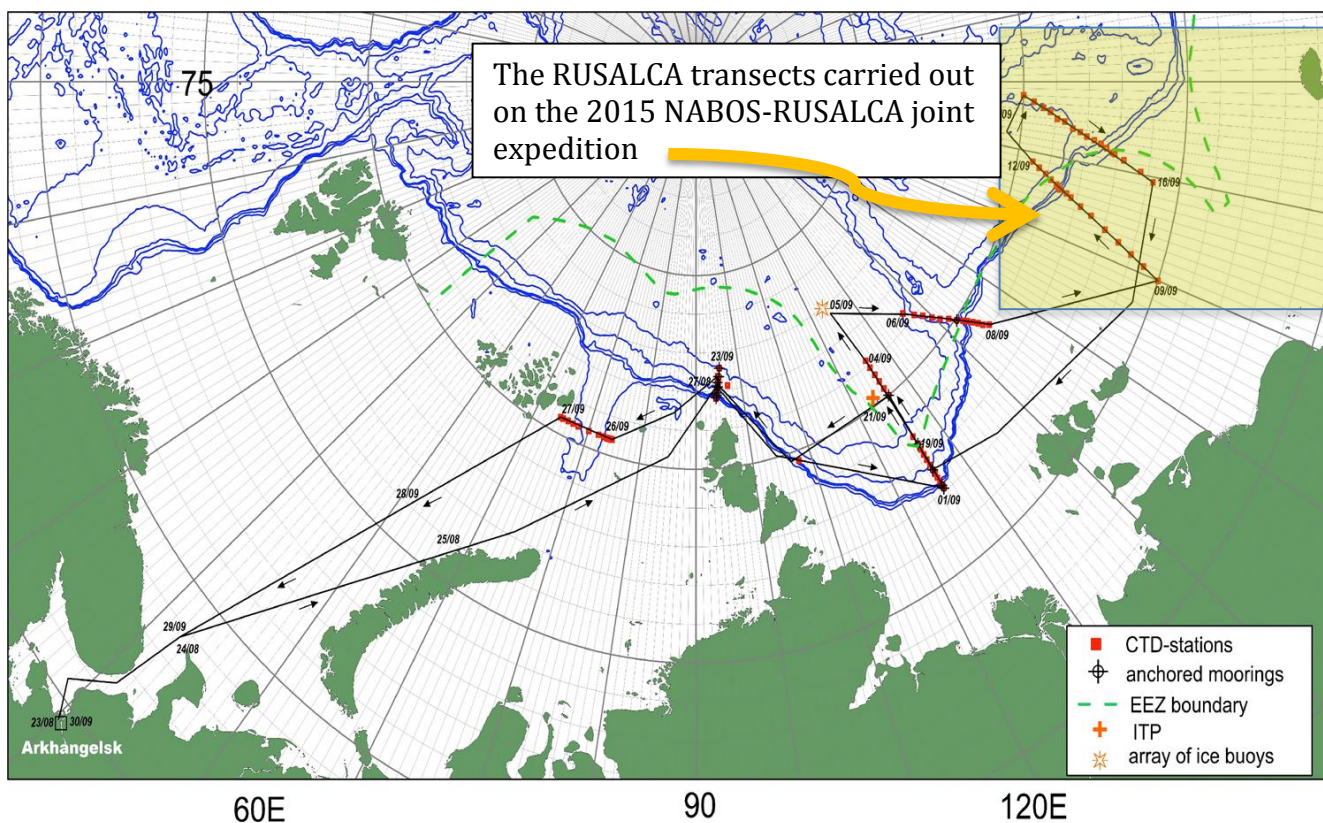 75
The RUSALCA transects carried out
on the 2015 NABOS-RUSALCA joint
expedition
09
12/09
16/09
09/09
05/09
06/09
08/09
04/09
23/09
27/08
21/09
19/09
01/09
27/09
26/09
28/09
25/08
29/09
24/08
23/08 30/09
Arkhangelsk
CTD-stations
anchored moorings
EEZ boundary
ITP
array of ice buoys
60E 90 120E